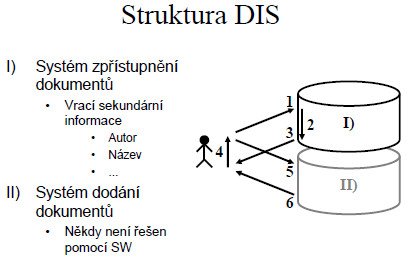 Struktura DIS
I) Systém zpřístupnění
dokumentů
• Vrací sekundární
informace
• Autor
• Název
• ...
II) Systém dodání
dokumentů
• Někdy není řešen
pomocí SW
1
2
I)
3
4
5
II)
6